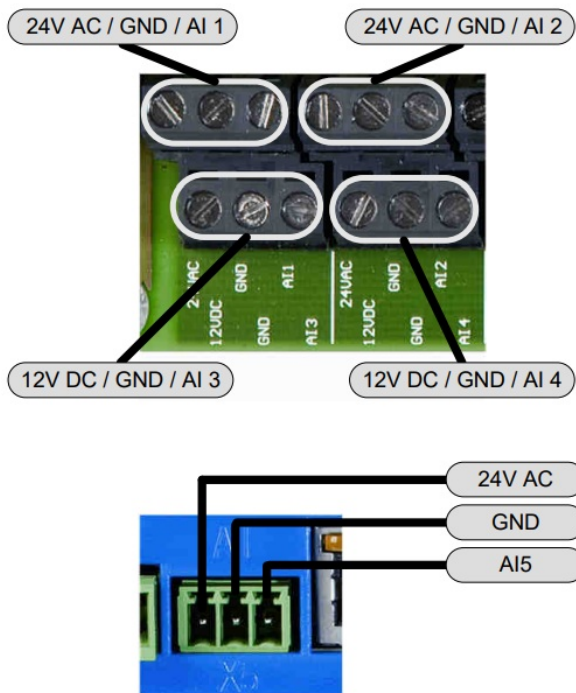 24V AC / GND / AI 1
24V AC / GND / AI 2
24VAC GND AI1 24VAC GND AI2
12VDC GND AI3 12VDC GND AI4
12V DC / GND / AI 3
12V DC / GND / AI 4
24V AC
GND
AI5
X5